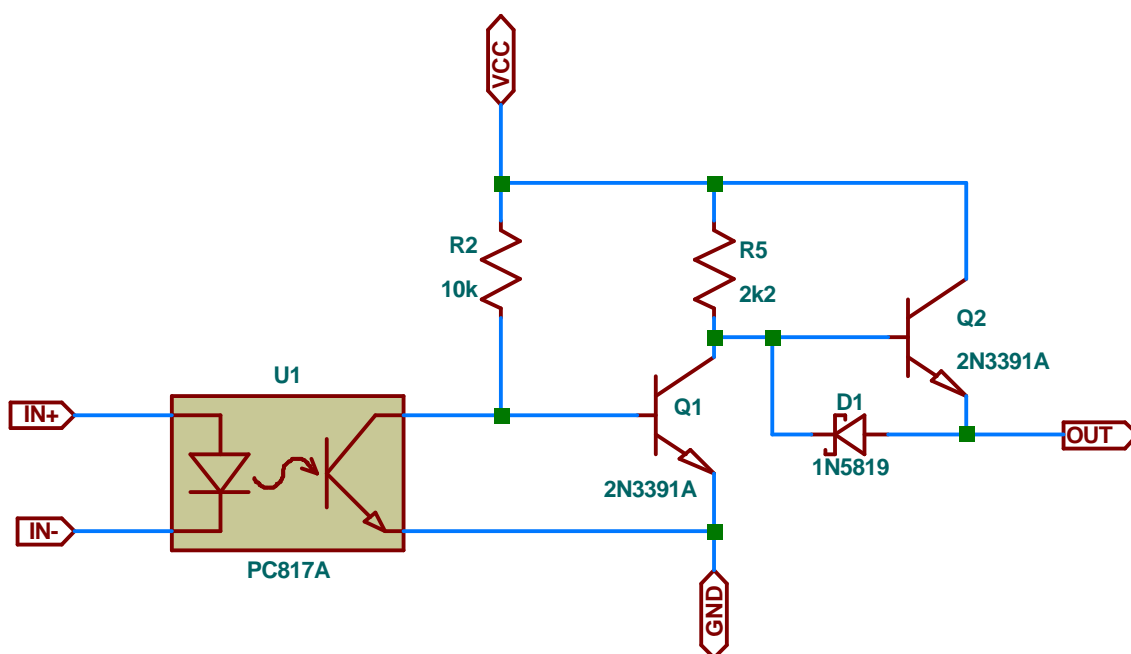 VCC
R2
10k
R5
2k2
Q2
2N3391A
U1
IN+
Q1
D1
OUT
1N5819
2N3391A
IN-
PC817A
GND